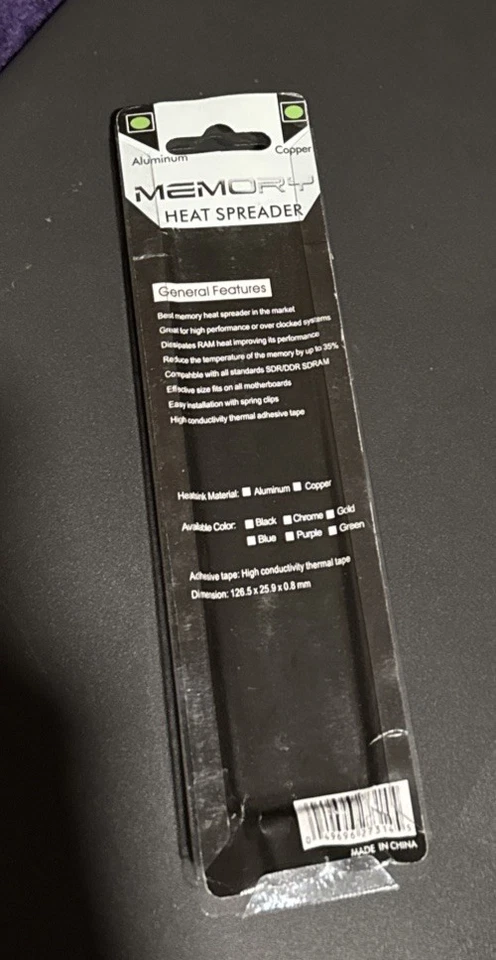 Aluminum Copper
MEMORY
HEAT SPREADER
General Features
Best memory heat spreader in the market
Great for high performance or over clocked systems
Dissipates RAM heat improving its performance
Reduce the temperature of the memory by up to 35%
Compatible with all standards SDR/DDR SDRAM
Effective size fits on all motherboards
Easy installation with spring clips
High conductivity thermal adhesive tape
Heatsink Material: Aluminum Copper
Available Color: Black Chrome Gold
Blue Purple Green
Adhesive tape: High conductivity thermal tape
Dimension: 126.5 x 25.9 x 0.8 mm
MADE IN CHINA